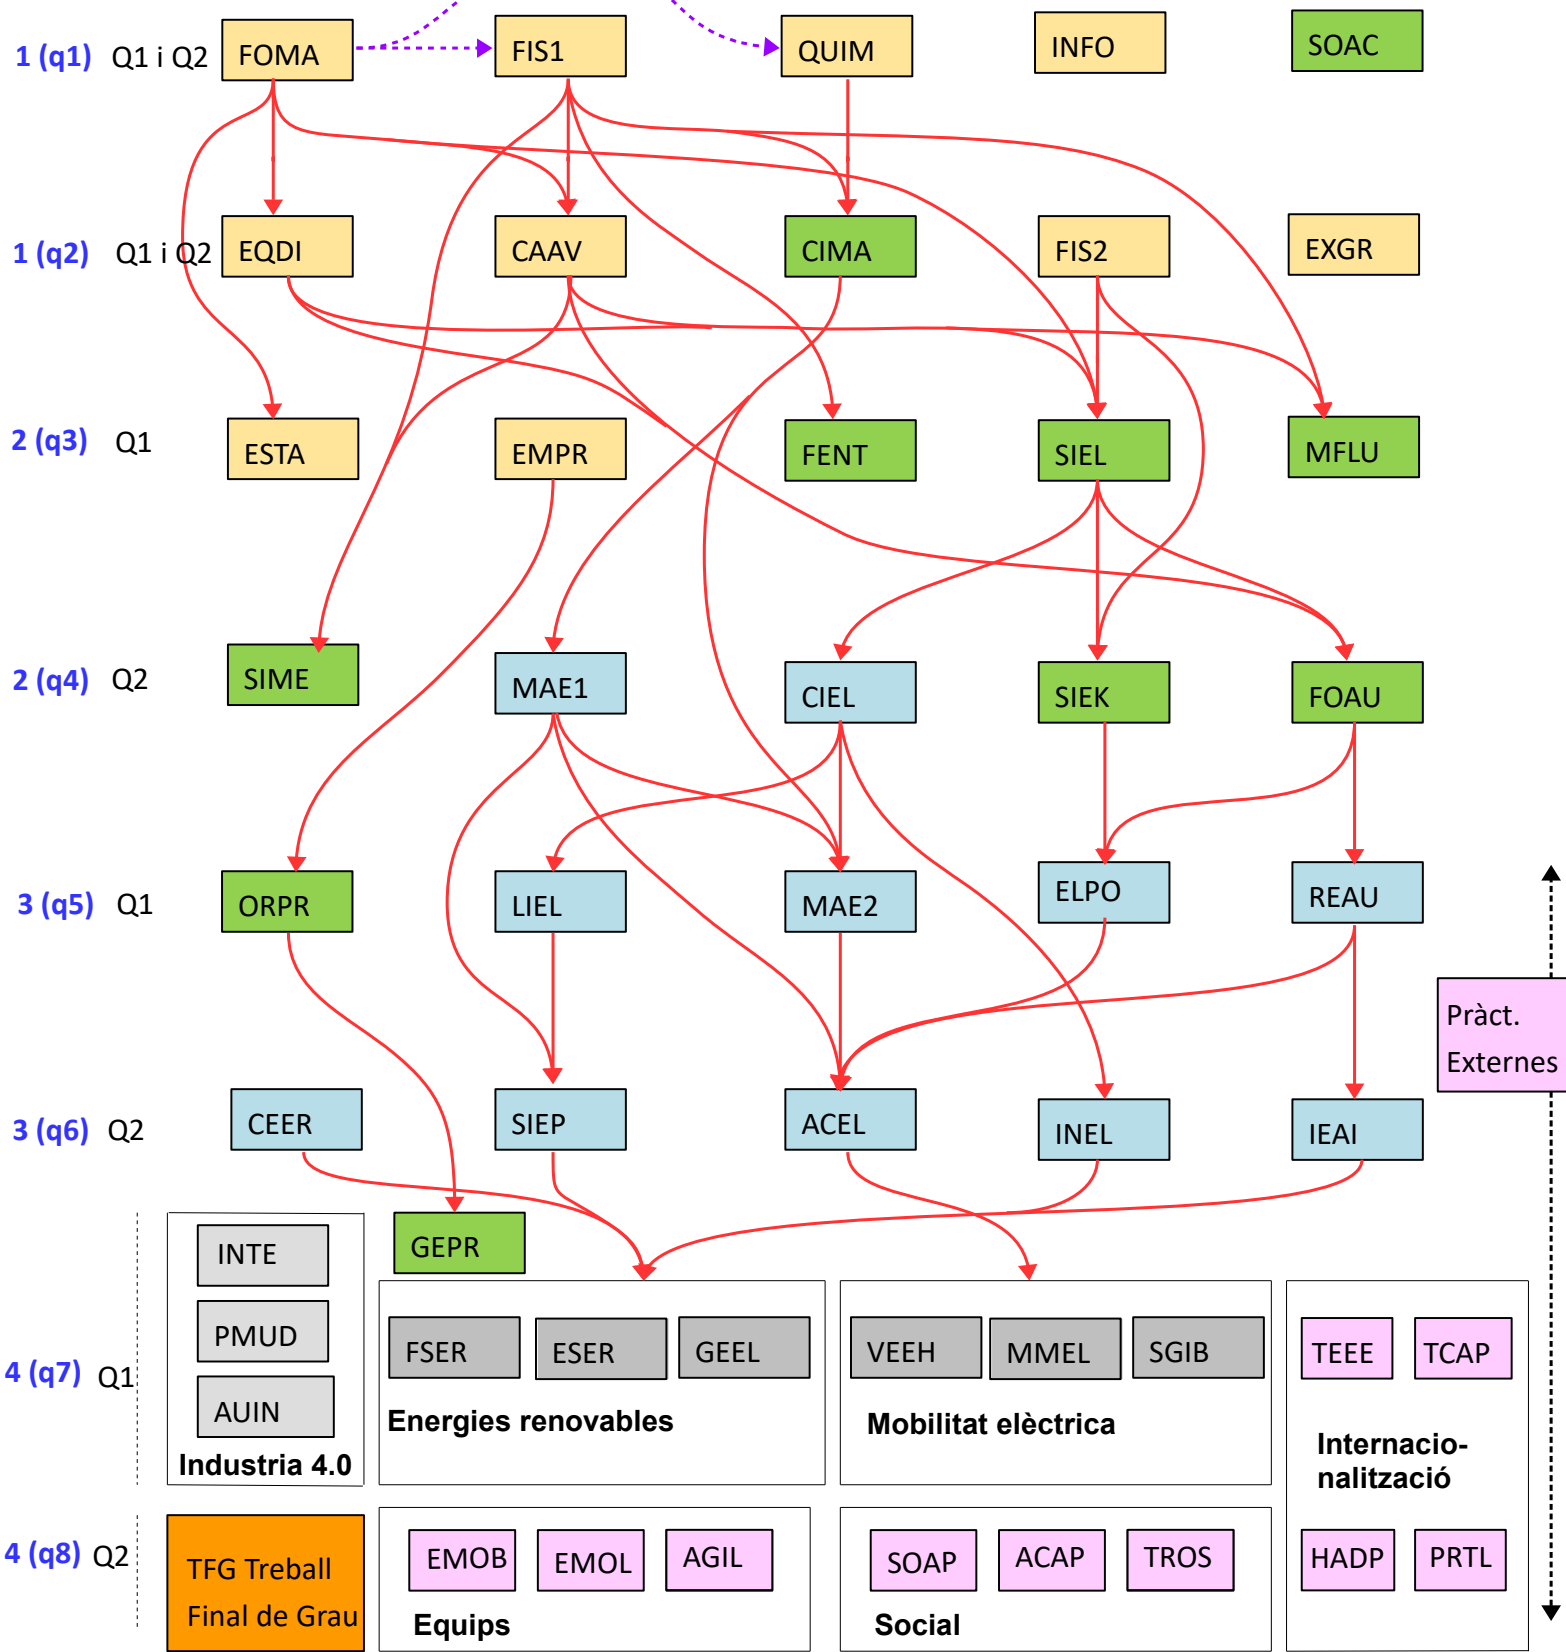 1 (q1) Q1 i Q2 FOMA FIS1 QUIM INFO SOAC
1 (q2) Q1 i Q2 EQDI CAAV CIMA FIS2 EXGR
2 (q3) Q1 ESTA EMPR FENT SIEL MFLU
2 (q4) Q2 SIME MAE1 CIEL SIEK FOAU
3 (q5) Q1 ORPR LIEL MAE2 ELPO REAU
Pràct.
Externes
3 (q6) Q2 CEER SIEP ACEL INEL IEAI
GEPR
4 (q7) Q1
INTE
PMUD
AUIN
Industria 4.0
FSER ESER GEEL
Energies renovables
VEEH MMEL SGIB
Mobilitat elèctrica
TEEE TCAP
Internacio-
nalització
HADP PRTL
4 (q8) Q2
TFG Treball
Final de Grau
EMOB EMOL AGIL
Equips
SOAP ACAP TROS
Social